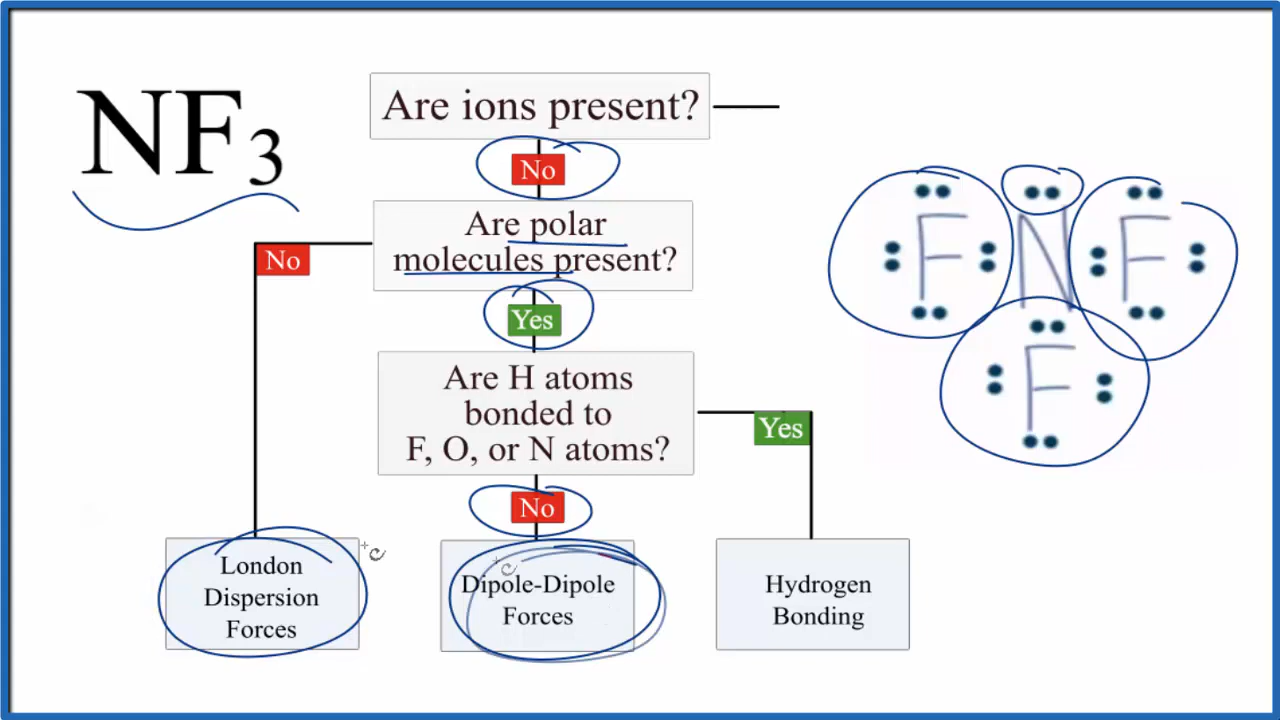 NF3
Are ions present?
No
Are polar
molecules present?
No
Yes
Are H atoms
bonded to
F, O, or N atoms?
Yes
No
London
Dispersion
Forces
Dipole-Dipole
Forces
Hydrogen
Bonding
F N F
F